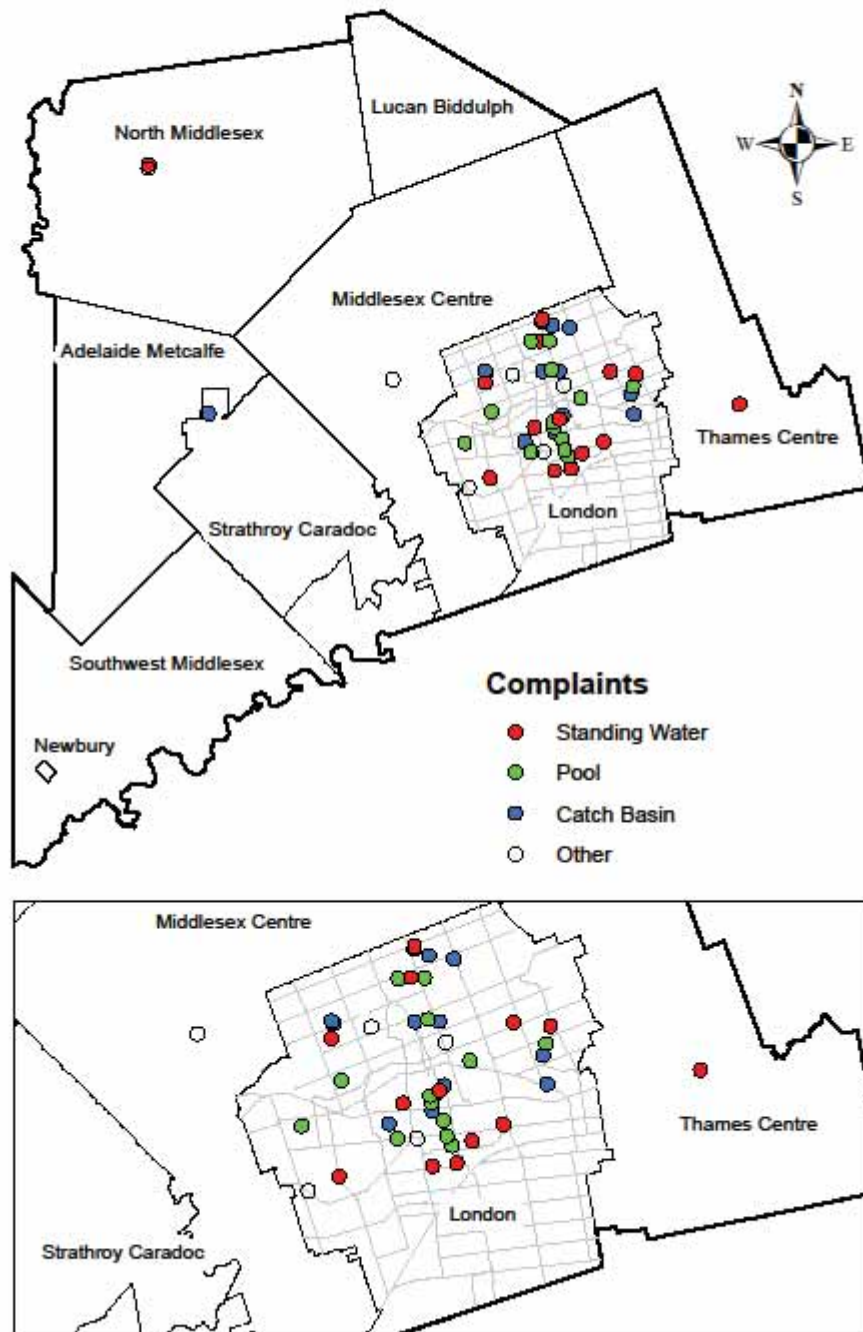 Lucan Biddulph
North Middlesex
N
W E
S
Middlesex Centre
Adelaide Metcalfe
Thames Centre
London
Strathroy Caradoc
Southwest Middlesex
Newbury
Complaints
Standing Water
Pool
Catch Basin
Other
Middlesex Centre
Thames Centre
London
Strathroy Caradoc